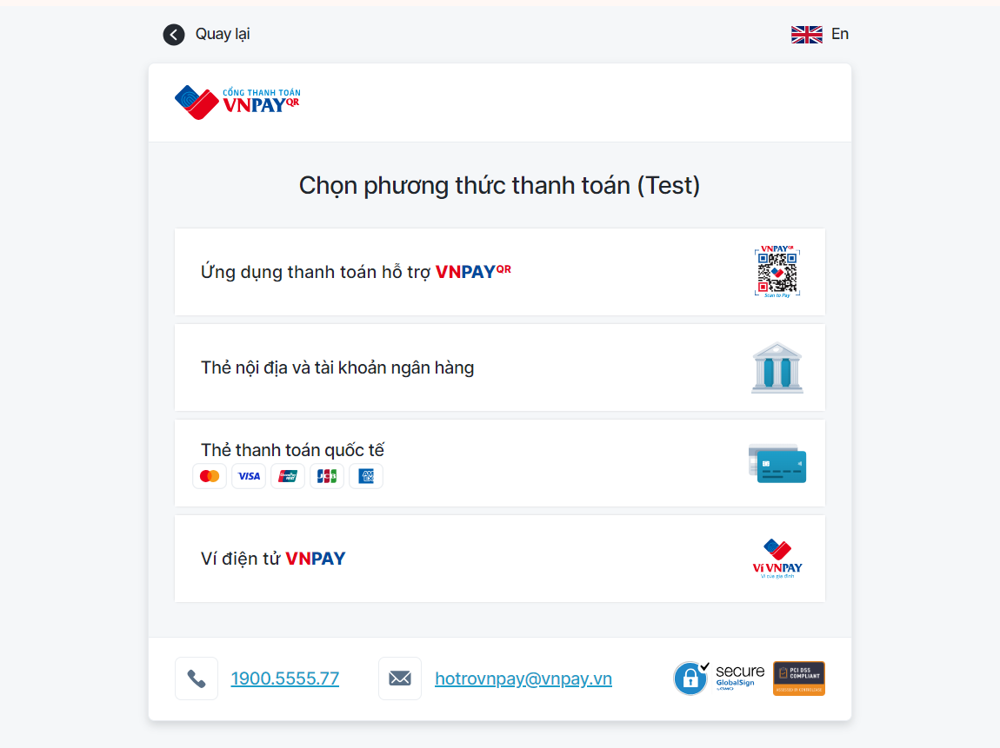 Quay lại
En
CỔNG THANH TOÁN
VNPAYQR
Chọn phương thức thanh toán (Test)
Ứng dụng thanh toán hỗ trợ VNPAYQR
VNPAYQR
Scan to Pay
Thẻ nội địa và tài khoản ngân hàng
Thẻ thanh toán quốc tế
VISA
UnionPay
JCB
AMEX
Ví điện tử VNPAY
Ví VNPAY
Ví của gia đình
1900.5555.77
hotrovnpay@vnpay.vn
secure
GlobalSign
PCI DSS
COMPLIANT